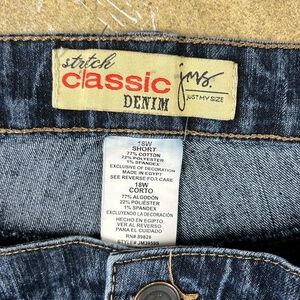 stretch
classic
DENIM
jms.
JUST MY SIZE
18W
SHORT
77% COTTON
22% POLYESTER
1% SPANDEX
EXCLUSIVE OF DECORATION
MADE IN EGYPT
SEE REVERSE FOR CARE
18W
CORTO
77% ALGODÓN
22% POLIESTER
1% SPANDEX
EXCLUYENDO LA DECORACIÓN
HECHO EN EGIPTO
VER AL REVERSO
PARA EL CUIDADO
STYLE#